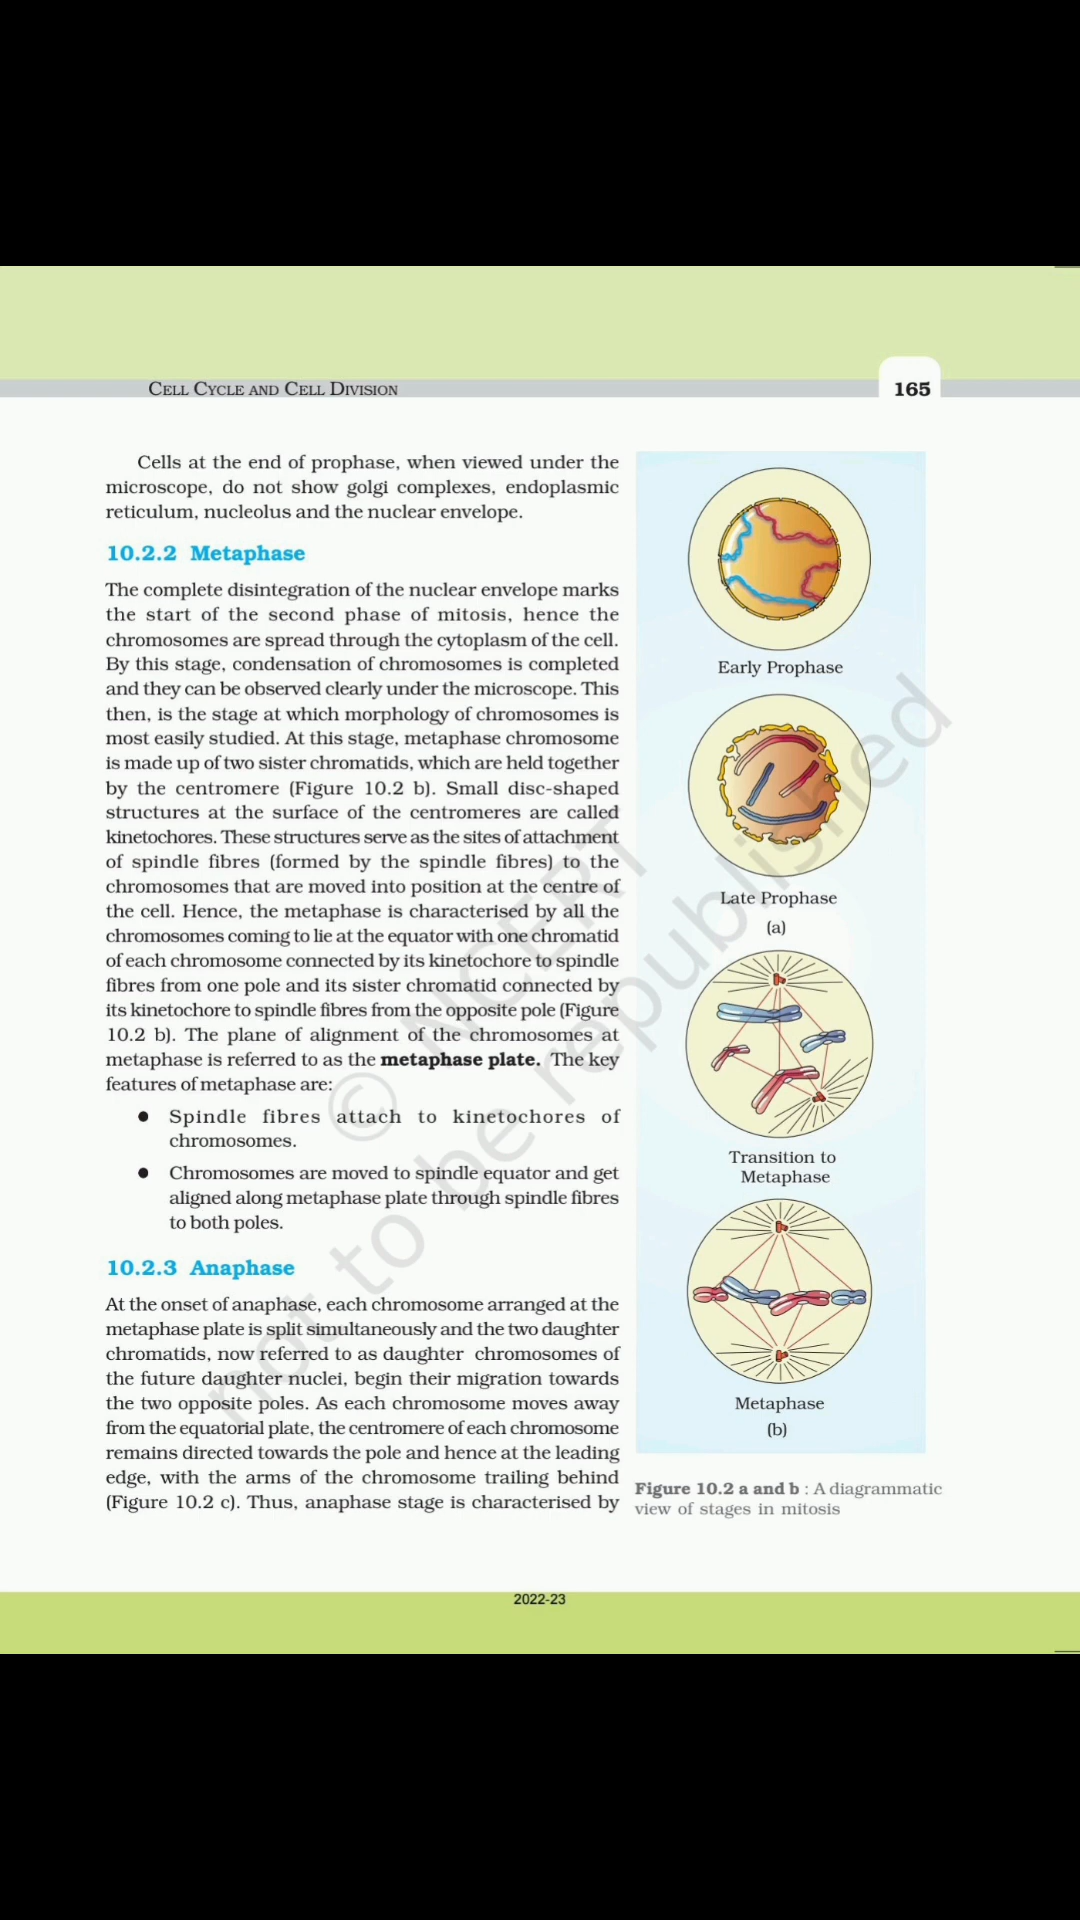 CELL CYCLE AND CELL DIVISION
165
Cells at the end of prophase, when viewed under the
microscope, do not show golgi complexes, endoplasmic
reticulum, nucleolus and the nuclear envelope.
10.2.2 Metaphase
The complete disintegration of the nuclear envelope marks
the start of the second phase of mitosis, hence the
chromosomes are spread through the cytoplasm of the cell.
By this stage, condensation of chromosomes is completed
and they can be observed clearly under the microscope. This
then, is the stage at which morphology of chromosomes is
most easily studied. At this stage, metaphase chromosome
is made up of two sister chromatids, which are held together
by the centromere (Figure 10.2 b). Small disc-shaped
structures at the surface of the centromeres are called
kinetochores. These structures serve as the sites of attachment
of spindle fibres (formed by the spindle fibres) to the
chromosomes that are moved into position at the centre of
the cell. Hence, the metaphase is characterised by all the
chromosomes coming to lie at the equator with one chromatid
of each chromosome connected by its kinetochore to spindle
fibres from one pole and its sister chromatid connected by
its kinetochore to spindle fibres from the opposite pole (Figure
10.2 b). The plane of alignment of the chromosomes at
metaphase is referred to as the metaphase plate. The key
features of metaphase are:
● Spindle fibres attach to kinetochores of
chromosomes.
● Chromosomes are moved to spindle equator and get
aligned along metaphase plate through spindle fibres
to both poles.
10.2.3 Anaphase
At the onset of anaphase, each chromosome arranged at the
metaphase plate is split simultaneously and the two daughter
chromatids, now referred to as daughter chromosomes of
the future daughter nuclei, begin their migration towards
the two opposite poles. As each chromosome moves away
from the equatorial plate, the centromere of each chromosome
remains directed towards the pole and hence at the leading
edge, with the arms of the chromosome trailing behind
(Figure 10.2 c). Thus, anaphase stage is characterised by
Early Prophase
Late Prophase
(a)
Transition to
Metaphase
Metaphase
(b)
Figure 10.2 a and b : A diagrammatic
view of stages in mitosis
© NCERT
not to be republished
2022-23